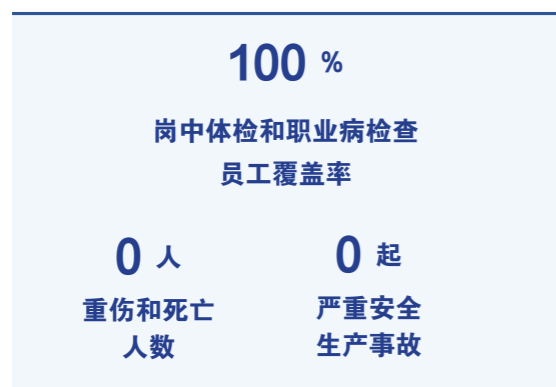 100 %
岗中体检和职业病检查
员工覆盖率
0 人
重伤和死亡
人数
0 起
严重安全
生产事故